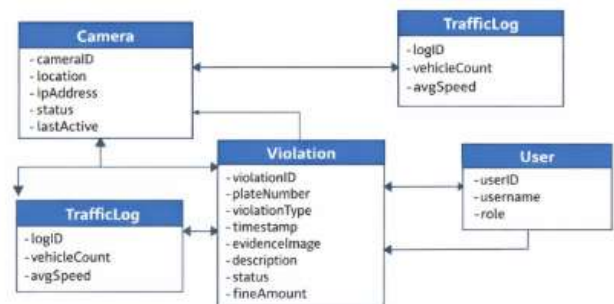 Camera
- cameraID
- location
- ipAddress
- status
- lastActive
TrafficLog
- logID
- vehicleCount
- avgSpeed
Violation
- violationID
- plateNumber
- violationType
- timestamp
- evidenceImage
- description
- status
- fineAmount
User
- userID
- username
- role
TrafficLog
- logID
- vehicleCount
- avgSpeed